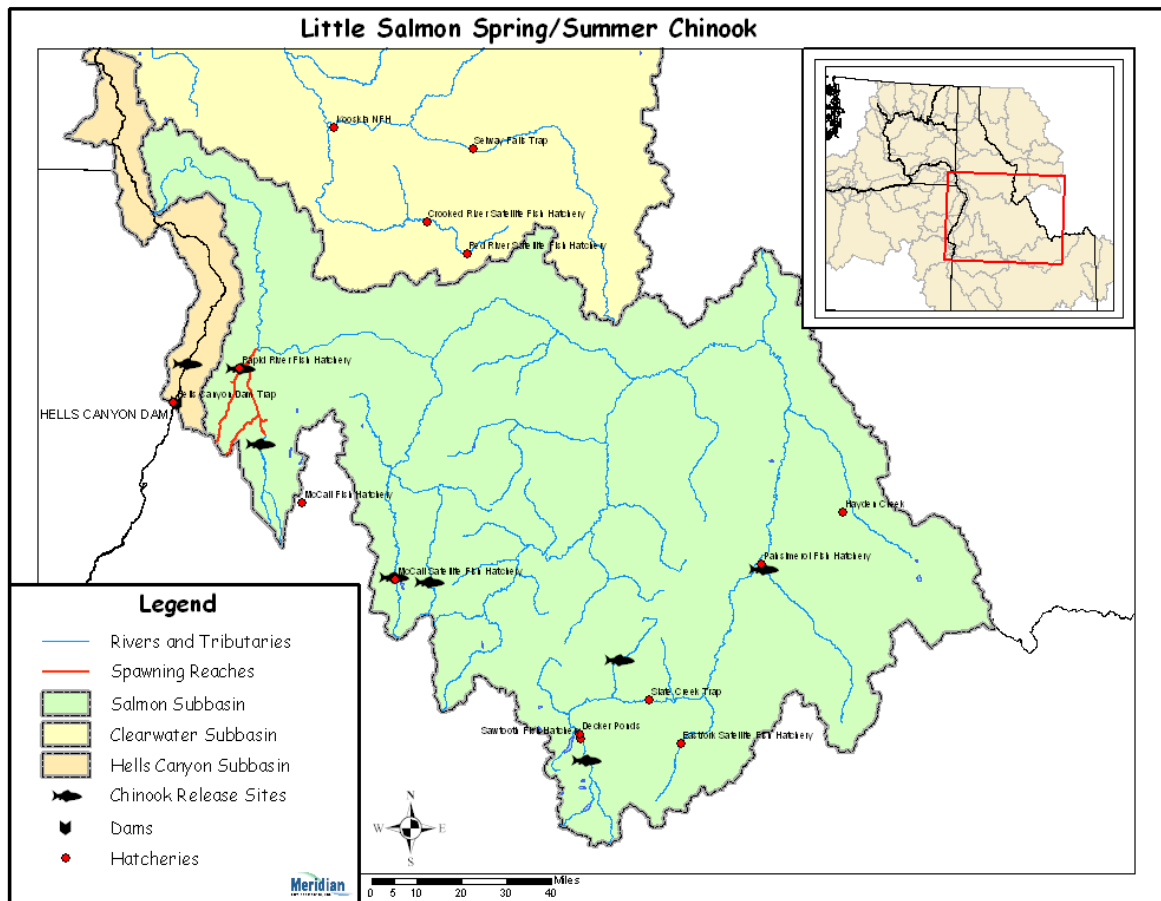 Little Salmon Spring/Summer Chinook
Kooskia NFH
Selway Falls Trap
Crooked River Satellite Fish Hatchery
Red River Satellite Fish Hatchery
Rapid River Fish Hatchery
Hells Canyon Dam Trap
HELLS CANYON DAM
McCall Fish Hatchery
Hayden Creek
Pahsimeroi Fish Hatchery
McCall Satellite Fish Hatchery
Slate Creek Trap
Decker Ponds
Sawtooth Fish Hatchery
Eastfork Satellite Fish Hatchery
Legend
Rivers and Tributaries
Spawning Reaches
Salmon Subbasin
Clearwater Subbasin
Hells Canyon Subbasin
Chinook Release Sites
Dams
Hatcheries
N
W E
S
Meridian
Miles
0 5 10 20 30 40